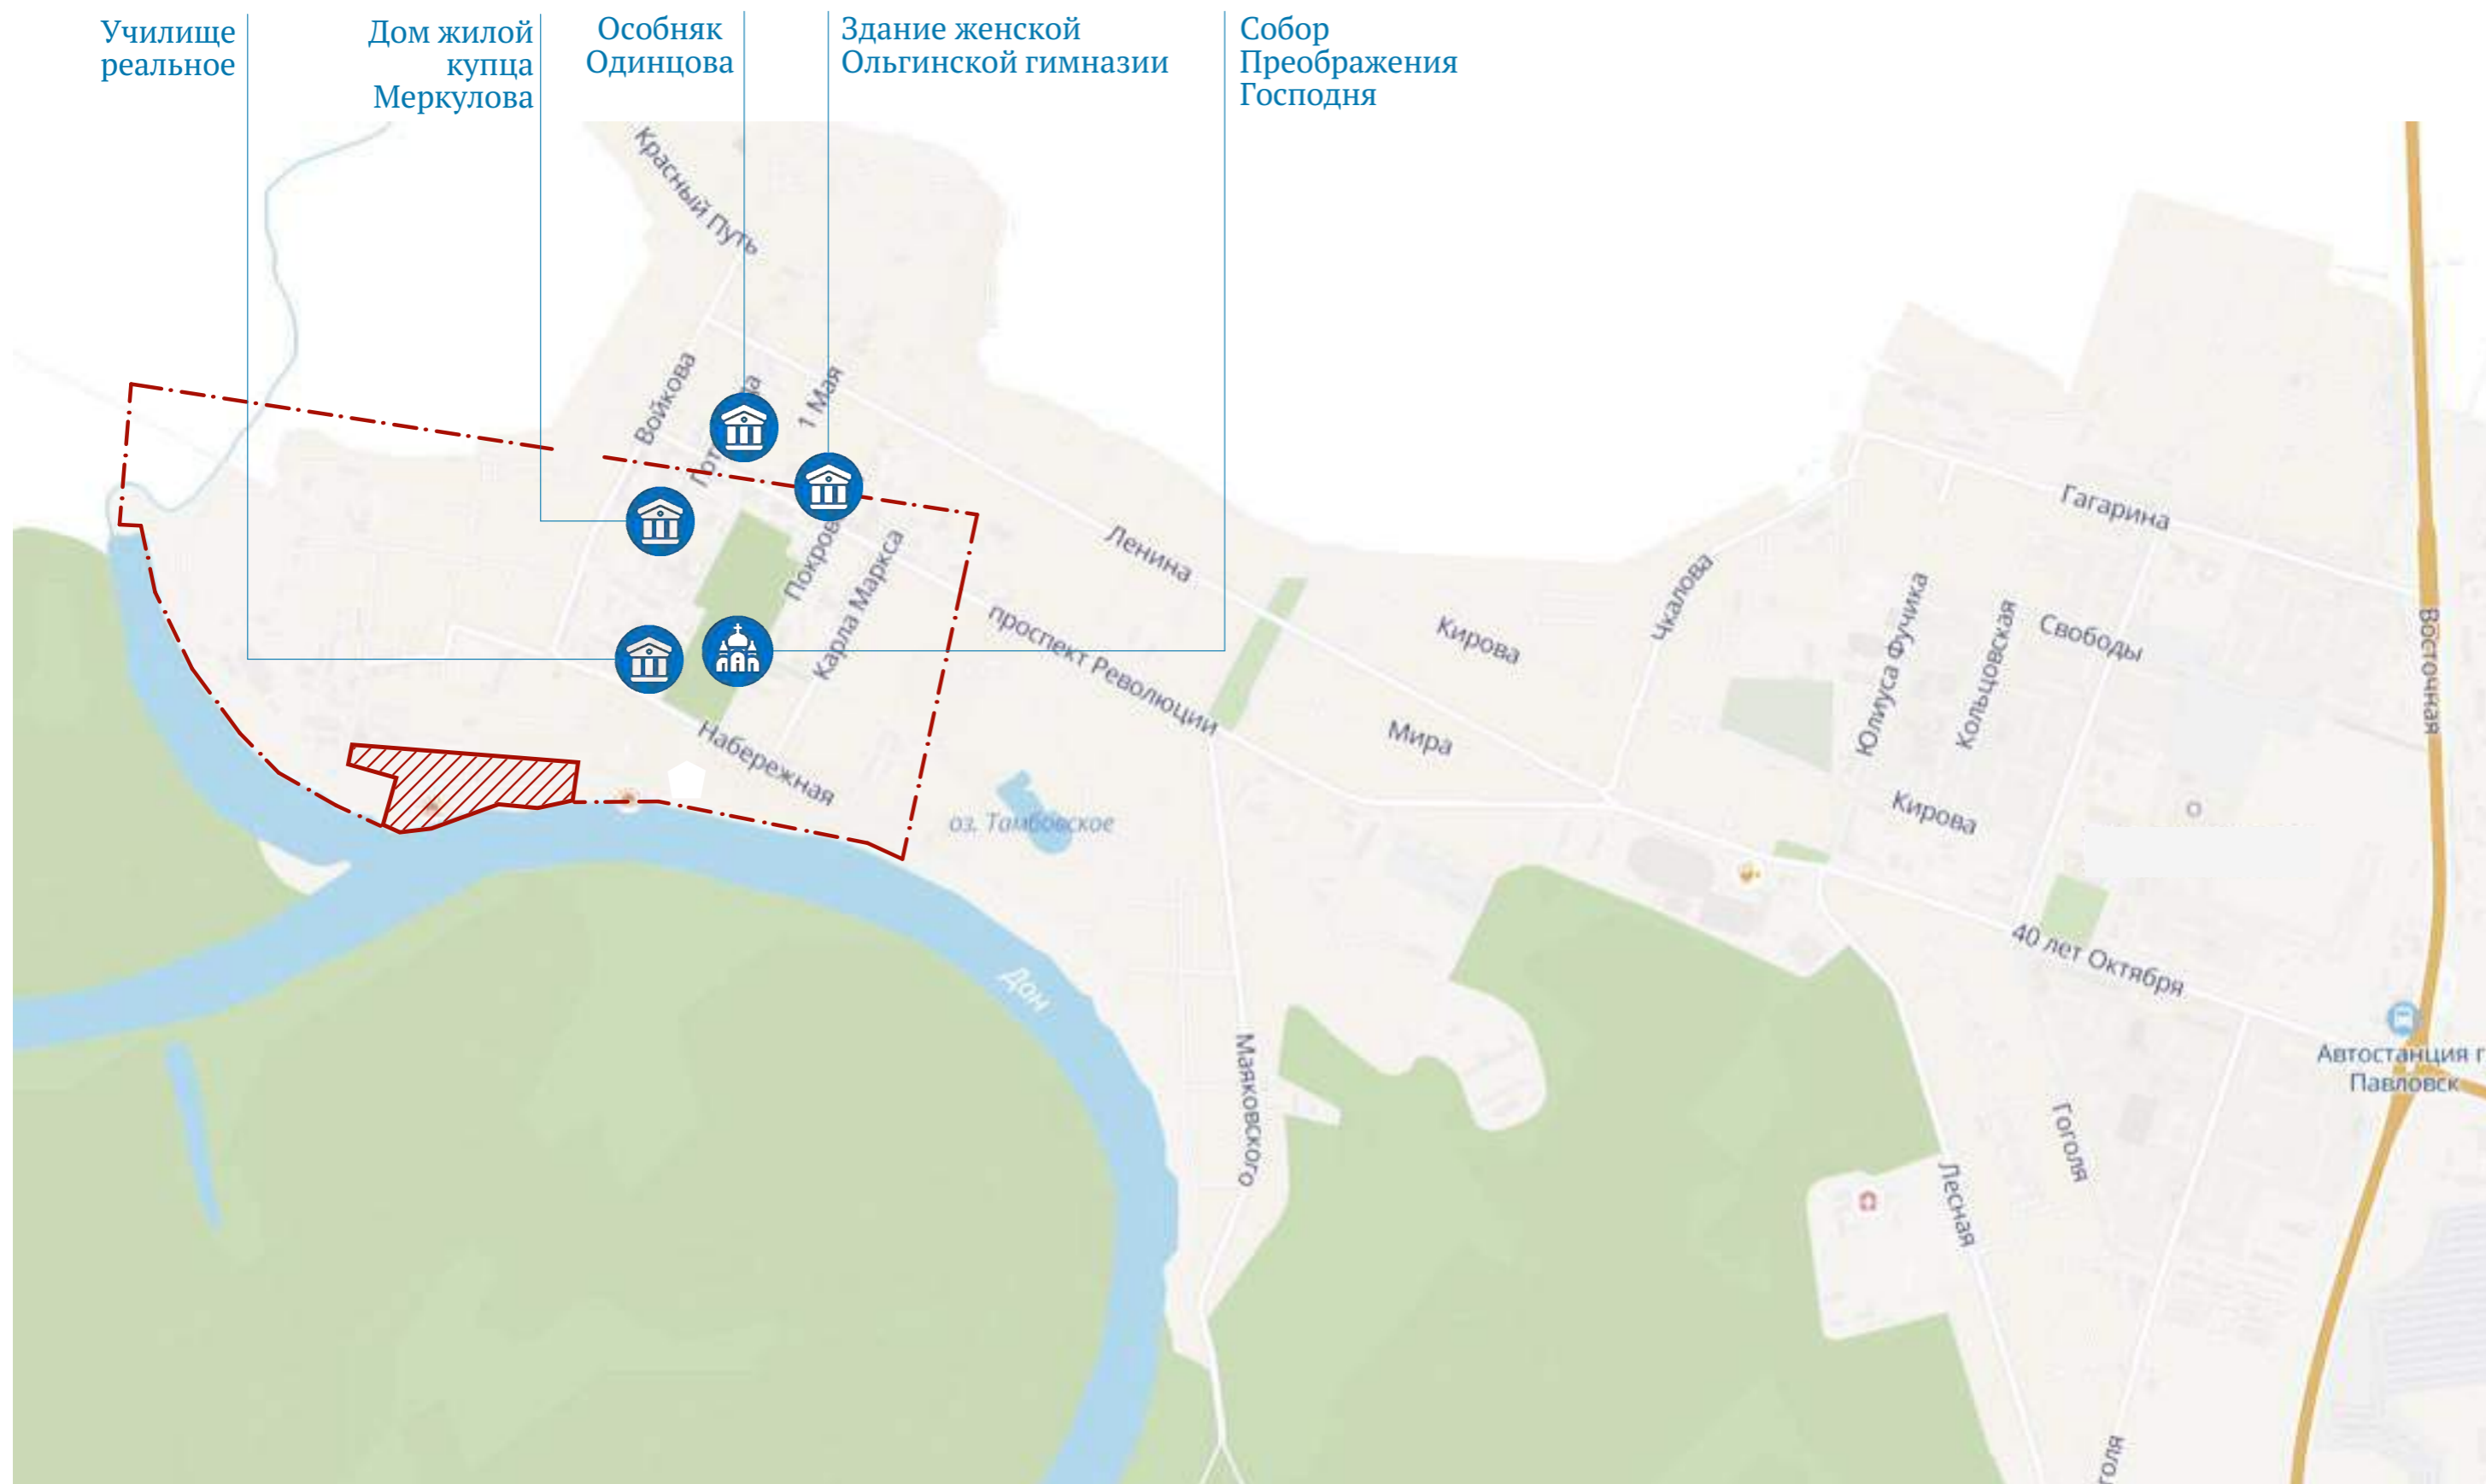 Училище
реальное
Дом жилой
купца
Меркулова
Особняк
Одинцова
Здание женской
Ольгинской гимназии
Собор
Преображения
Господня
Красный Путь
Войкова
1 Мая
Карла Маркса
Набережная
Ленина
проспект Революции
Кирова
Мира
Чкалова
Гагарина
Юлиуса Фучика
Кольцовская
Свободы
Восточная
Кирова
оз. Тамбовское
40 лет Октября
Дон
Маяковского
Автостанция г
Павловск
Гоголя
Лесная